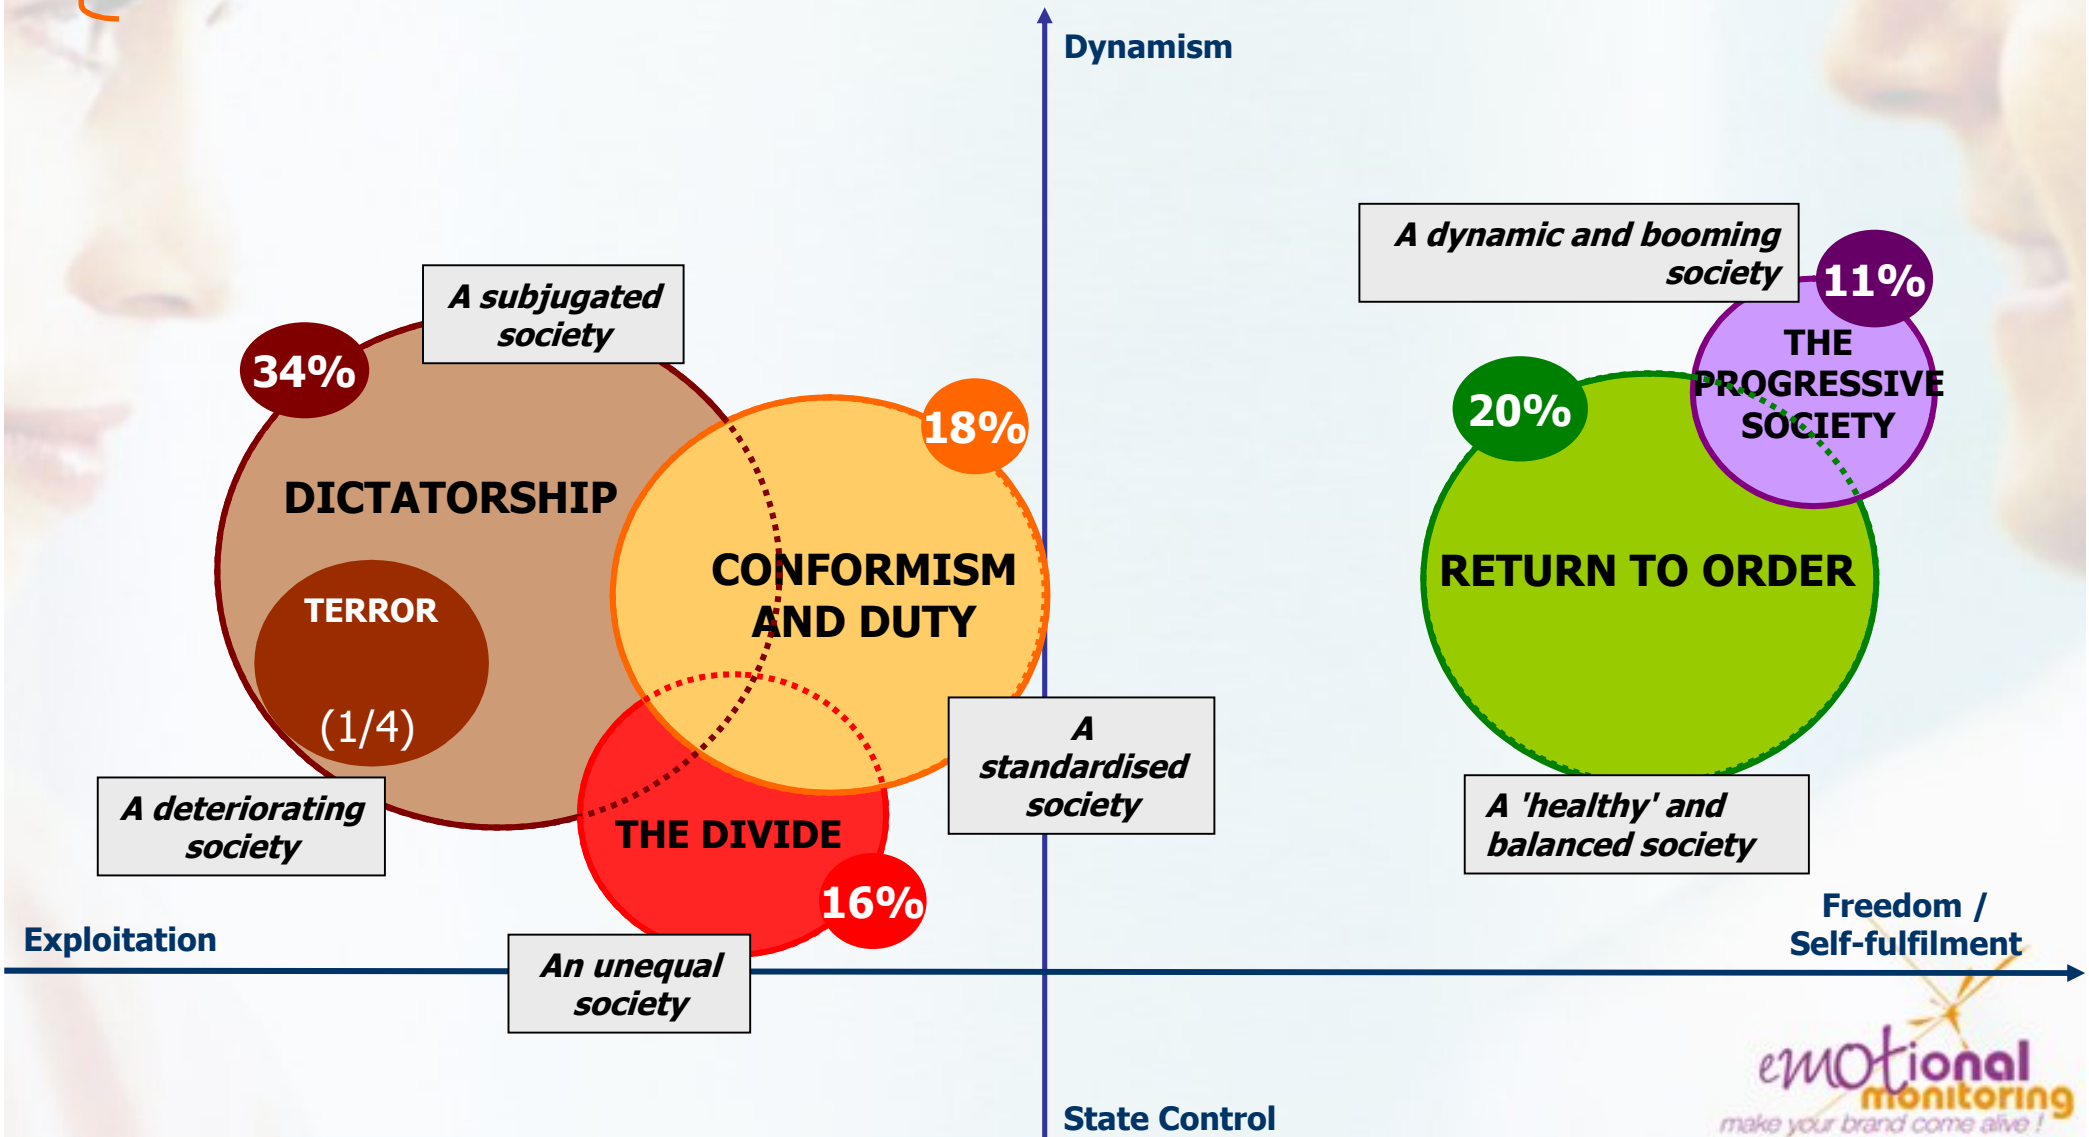 Dynamism
A dynamic and booming
society
11%
A subjugated
society
34%
THE
PROGRESSIVE
SOCIETY
20%
18%
DICTATORSHIP
CONFORMISM
AND DUTY
RETURN TO ORDER
TERROR
(1/4)
A
standardised
society
A deteriorating
society
THE DIVIDE
A 'healthy' and
balanced society
16%
Exploitation
Freedom /
Self-fulfilment
An unequal
society
emotional
monitoring
make your brand come alive !
State Control